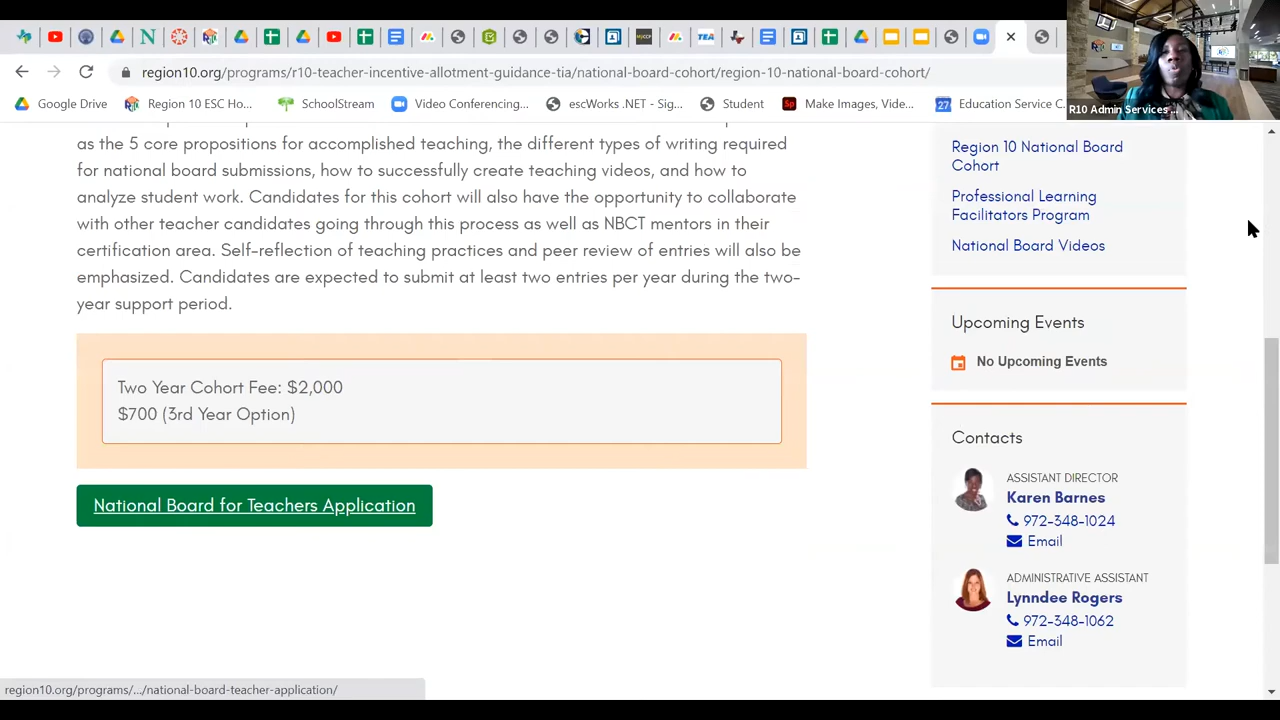 region10.org/programs/r10-teacher-incentive-allotment-guidance-tia/national-board-cohort/region-10-national-board-cohort/
Google Drive
Region 10 ESC Ho...
SchoolStream
Video Conferencing...
escWorks .NET - Sig...
Student
Make Images, Vide...
Education Service C
R10 Admin Services ...
as the 5 core propositions for accomplished teaching, the different types of writing required
for national board submissions, how to successfully create teaching videos, and how to
analyze student work. Candidates for this cohort will also have the opportunity to collaborate
with other teacher candidates going through this process as well as NBCT mentors in their
certification area. Self-reflection of teaching practices and peer review of entries will also be
emphasized. Candidates are expected to submit at least two entries per year during the two-
year support period.
Two Year Cohort Fee: $2,000
$700 (3rd Year Option)
National Board for Teachers Application
Region 10 National Board
Cohort
Professional Learning
Facilitators Program
National Board Videos
Upcoming Events
No Upcoming Events
Contacts
ASSISTANT DIRECTOR
Karen Barnes
972-348-1024
Email
ADMINISTRATIVE ASSISTANT
Lynndee Rogers
972-348-1062
Email
region10.org/programs/.../national-board-teacher-application/